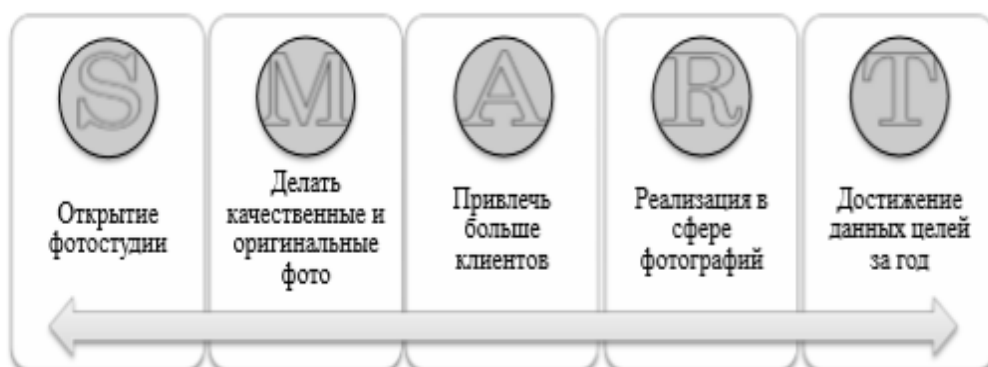 S
Открытие
фотостудии
M
Делать
качественные и
оригинальные
фото
A
Привлечь
больше
клиентов
R
Реализация в
сфере
фотографий
T
Достижение
данных целей
за год